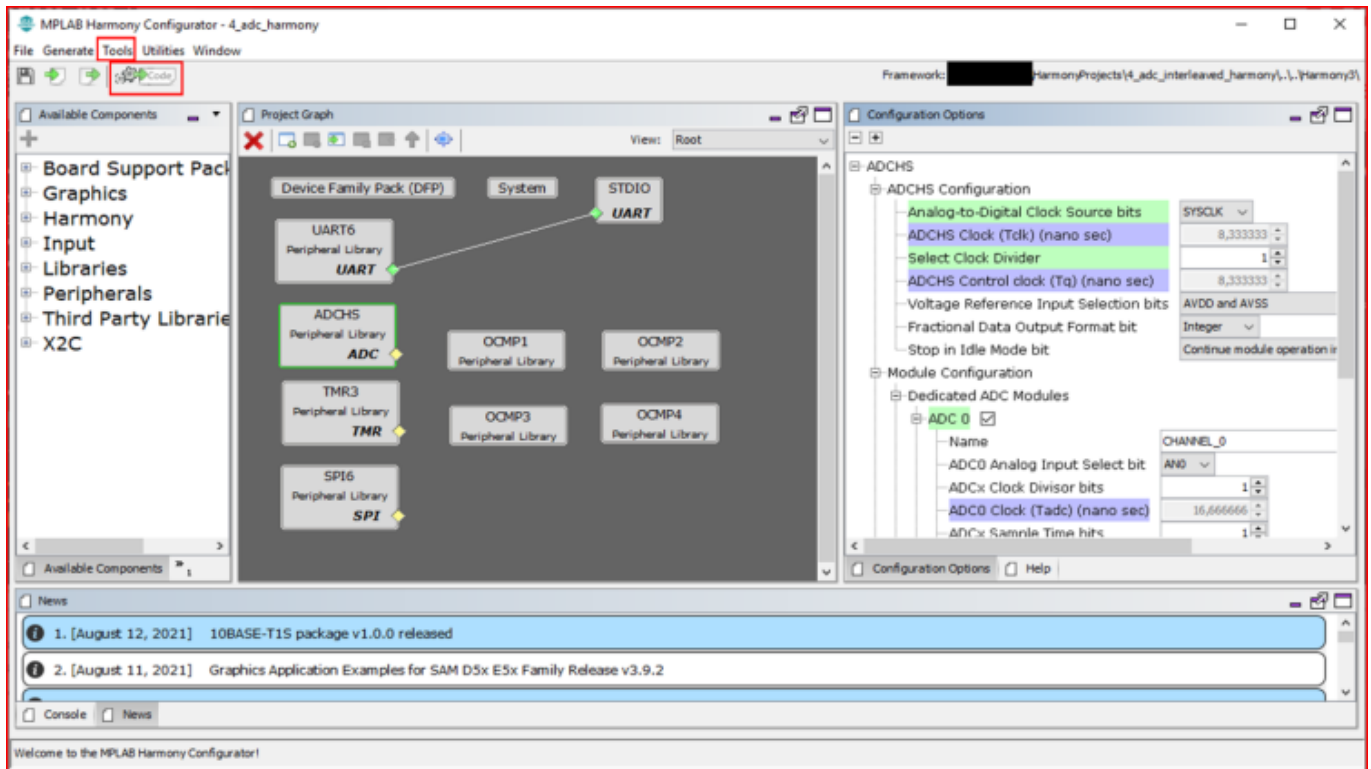 MPLAB Harmony Configurator - 4_adc_harmony
File Generate Tools Utilities Window
Code
Framework: HarmonyProjects\4_adc_interleaved_harmony\..\..\Harmony3\
Available Components
Board Support Pack
Graphics
Harmony
Input
Libraries
Peripherals
Third Party Librarie
X2C
Available Components
1
Project Graph
View: Root
Device Family Pack (DFP)
System
STDIO
UART
UART6
Peripheral Library
UART
ADCHS
Peripheral Library
ADC
OCMP1
Peripheral Library
OCMP2
Peripheral Library
TMR3
Peripheral Library
TMR
OCMP3
Peripheral Library
OCMP4
Peripheral Library
SPI6
Peripheral Library
SPI
Configuration Options
ADCHS
ADCHS Configuration
Analog-to-Digital Clock Source bits SYSCLK
ADCHS Clock (Tclk) (nano sec) 8,333333
Select Clock Divider 1
ADCHS Control clock (Tq) (nano sec) 8,333333
Voltage Reference Input Selection bits AVDD and AVSS
Fractional Data Output Format bit Integer
Stop in Idle Mode bit Continue module operation in
Module Configuration
Dedicated ADC Modules
ADC 0
Name CHANNEL_0
ADC0 Analog Input Select bit AN0
ADCx Clock Divisor bits 1
ADC0 Clock (Tadc) (nano sec) 16,666666
ADCx Sample Time bits 1
Configuration Options Help
News
1. [August 12, 2021] 10BASE-T1S package v1.0.0 released
2. [August 11, 2021] Graphics Application Examples for SAM D5x E5x Family Release v3.9.2
Console News
Welcome to the MPLAB Harmony Configurator!